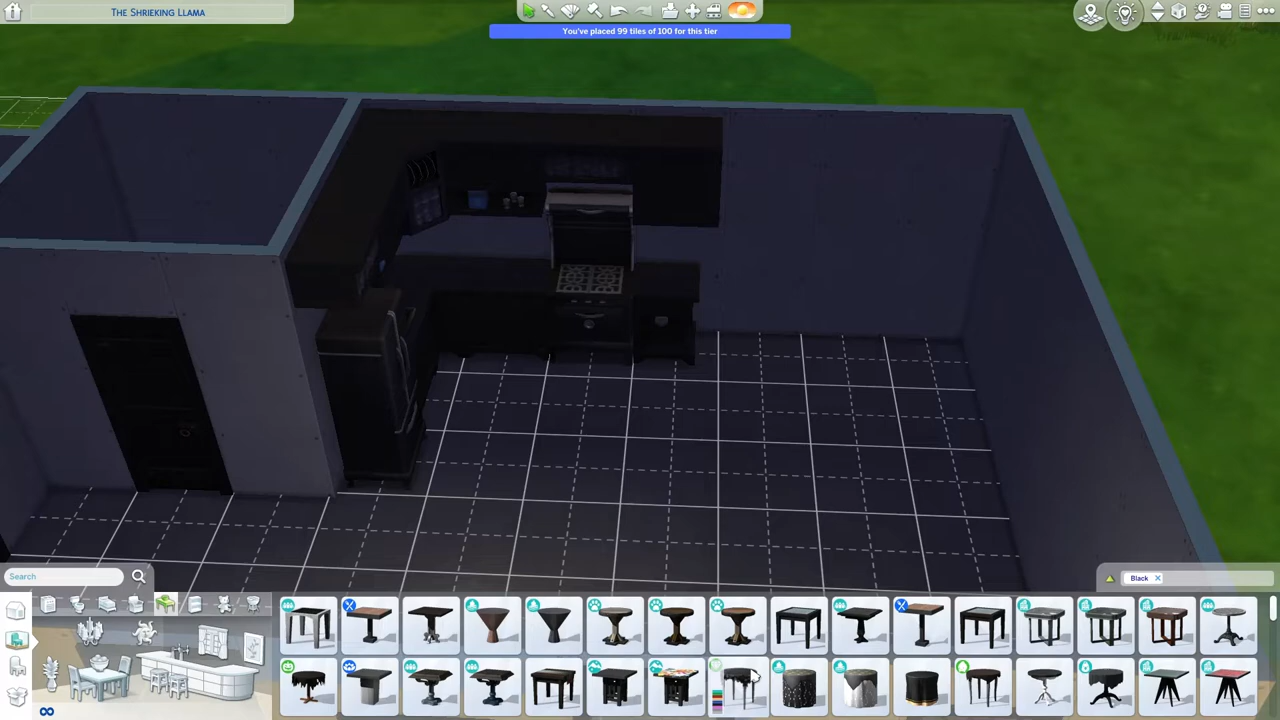 THE SHRIEKING LLAMA
You've placed 99 tiles of 100 for this tier
Search
Black